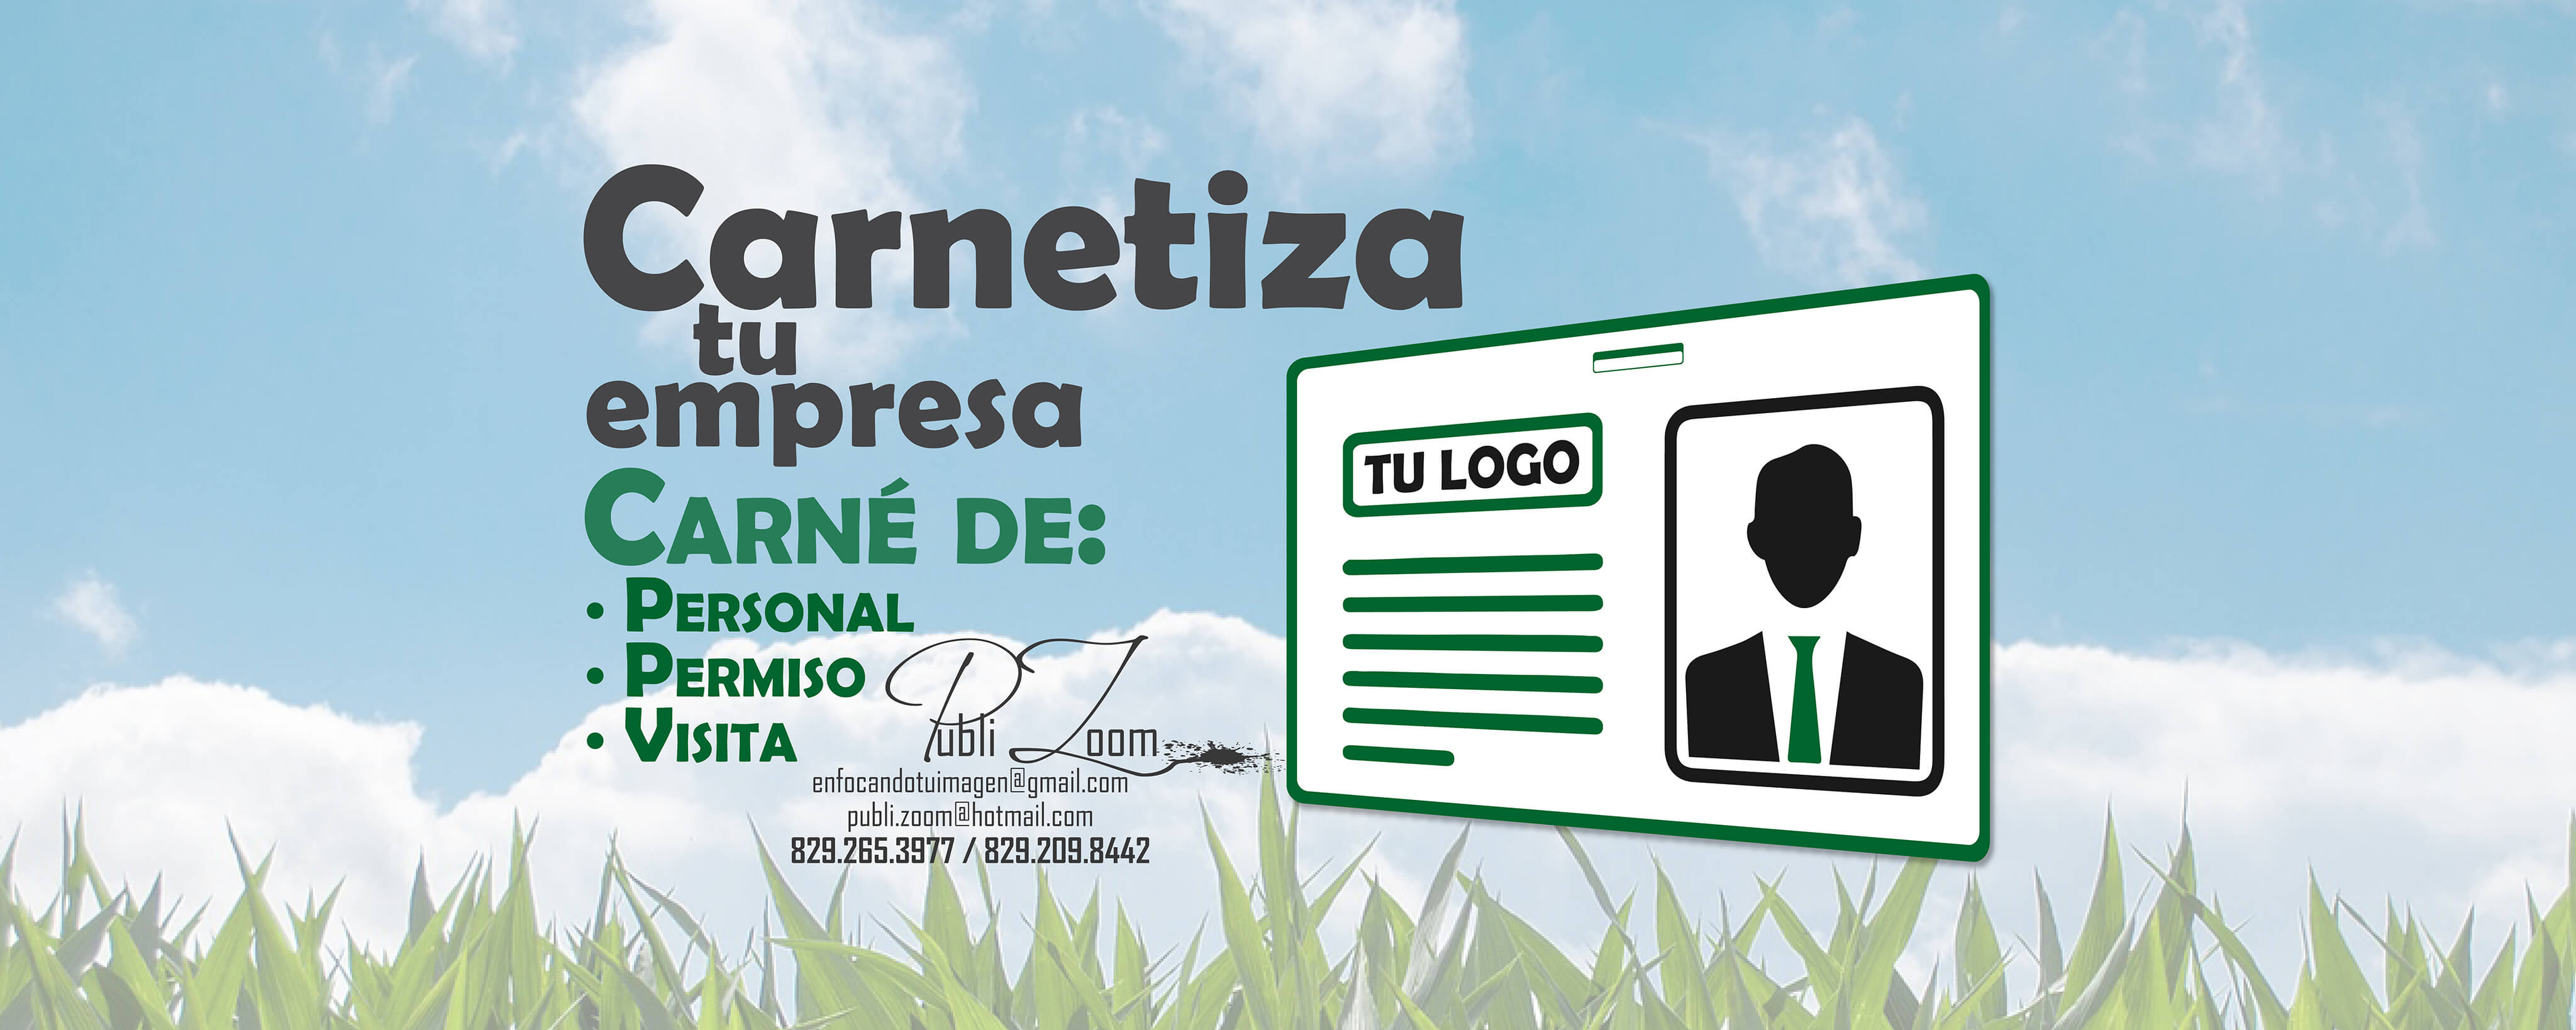 Carnetiza
tu
empresa
CARNÉ DE:
• PERSONAL
• PERMISO
• VISITA
Publi Zoom
enfocandotuimagen@gmail.com
publi.zoom@hotmail.com
829.265.3977 / 829.209.8442
TU LOGO